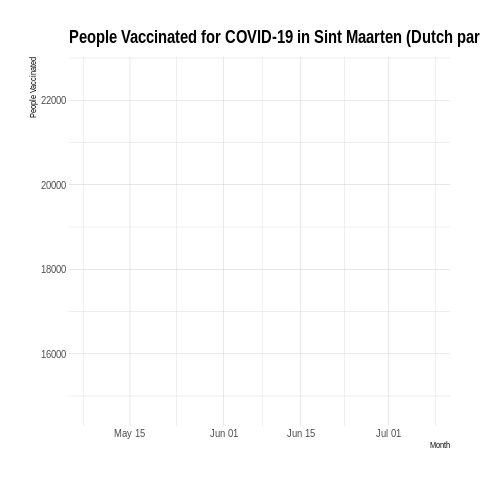 People Vaccinated for COVID-19 in Sint Maarten (Dutch par
People Vaccinated
22000
20000
18000
16000
May 15
Jun 01
Jun 15
Jul 01
Month